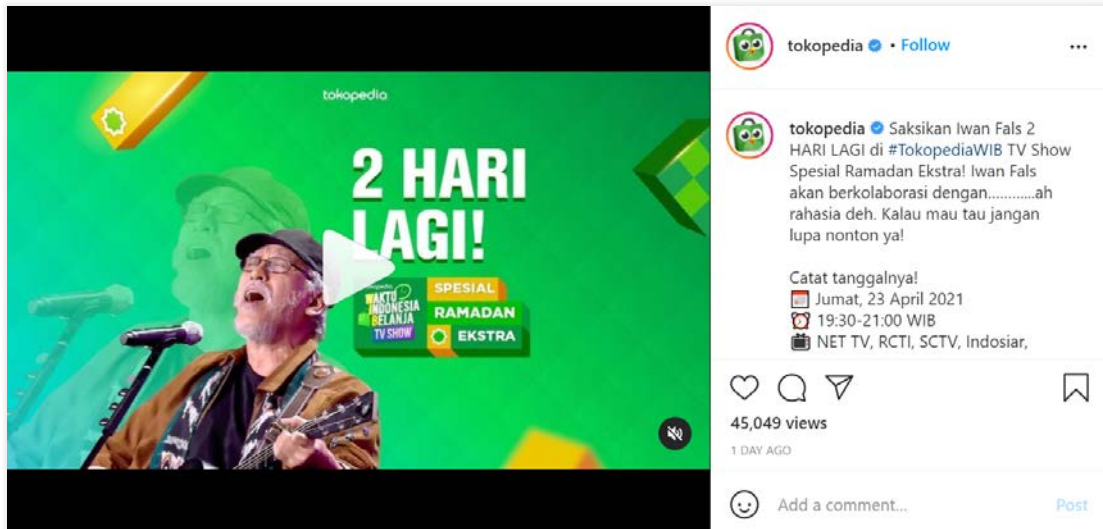 tokopedia
2 HARI
LAGI!
WAKTU
INDONESIA
BELANJA
TV SHOW
SPESIAL
RAMADAN
EKSTRA
tokopedia • Follow
tokopedia Saksikan Iwan Fals 2
HARI LAGI di #TokopediaWIB TV Show
Spesial Ramadan Ekstra! Iwan Fals
akan berkolaborasi dengan............ah
rahasia deh. Kalau mau tau jangan
lupa nonton ya!
Catat tanggalnya!
Jumat, 23 April 2021
19:30-21:00 WIB
NET TV, RCTI, SCTV, Indosiar,
45,049 views
1 DAY AGO
Add a comment...
Post